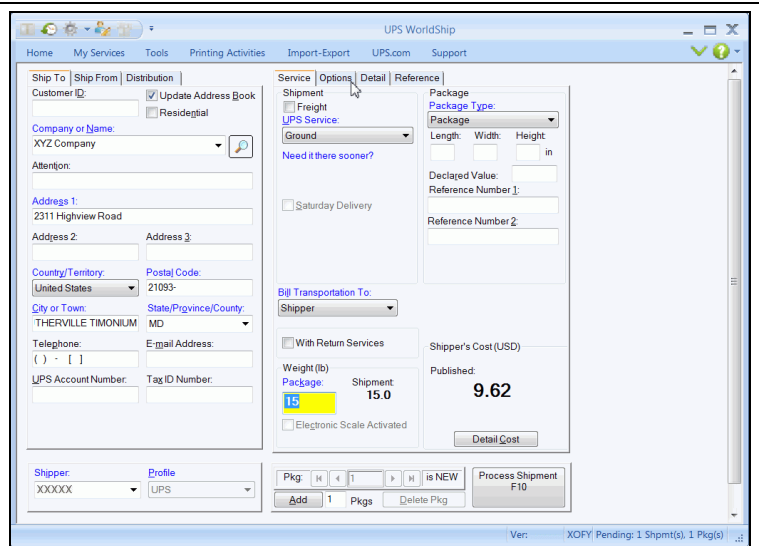 UPS WorldShip
Home My Services Tools Printing Activities Import-Export UPS.com Support
Ship To Ship From Distribution
Customer ID:
Update Address Book
Residential
Company or Name:
XYZ Company
Attention:
Address 1:
2311 Highview Road
Address 2: Address 3:
Country/Territory: Postal Code:
United States 21093-
City or Town: State/Province/County:
THERVILLE TIMONIUM MD
Telephone: E-mail Address:
( ) - [ ]
UPS Account Number: Tax ID Number:
Shipper: Profile
XXXXX UPS
Service Options Detail Reference
Shipment
Freight
UPS Service:
Ground
Need it there sooner?
Saturday Delivery
Package
Package Type:
Package
Length: Width: Height:
in
Declared Value:
Reference Number 1:
Reference Number 2:
Bill Transportation To:
Shipper
With Return Services
Weight (lb)
Package: Shipment:
15 15.0
Electronic Scale Activated
Shipper's Cost (USD)
Published:
9.62
Detail Cost
Pkg: 1 is NEW
Add 1 Pkgs Delete Pkg
Process Shipment
F10
Ver: XOFY Pending: 1 Shpmt(s), 1 Pkg(s)